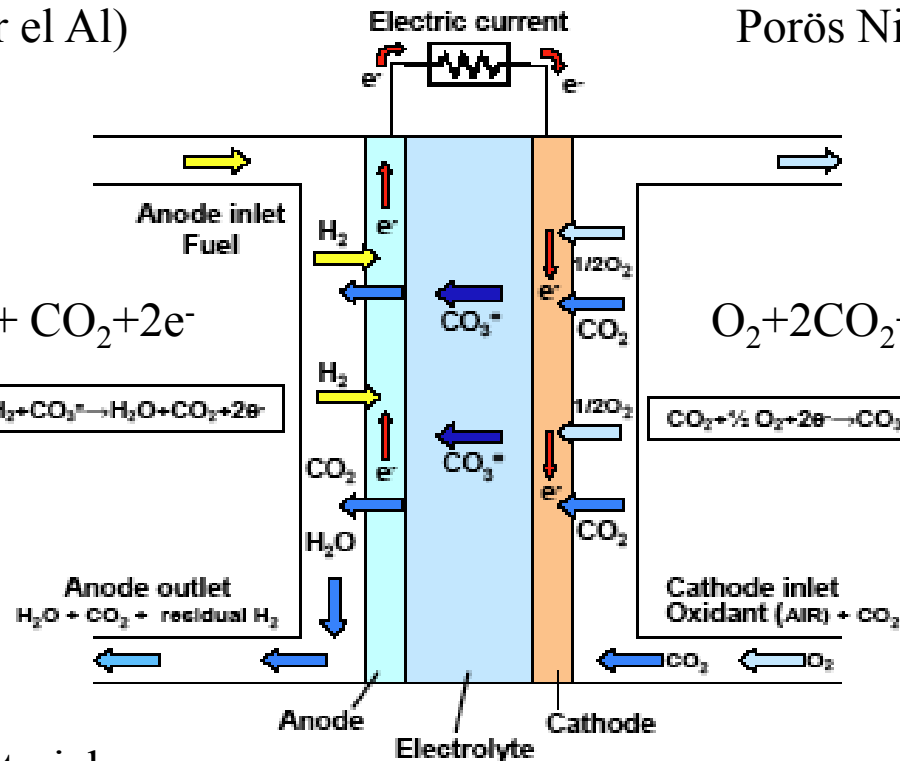 r el Al)
Electric current
Porös Ni
e⁻
e⁻
Anode inlet
Fuel
H₂
e⁻
1/2O₂
e⁻
CO₃⁼
CO₂
+ CO₂+2e⁻
O₂+2CO₂+
H₂
1/2O₂
H₂+CO₃⁼→H₂O+CO₂+2e⁻
CO₂+½ O₂+2e⁻→CO₃
CO₂
e⁻
CO₃⁼
e⁻
CO₂
H₂O
Anode outlet
H₂O + CO₂ + residual H₂
Cathode inlet
Oxidant (AIR) + CO₂
CO₂
O₂
Anode
Cathode
Electrolyte